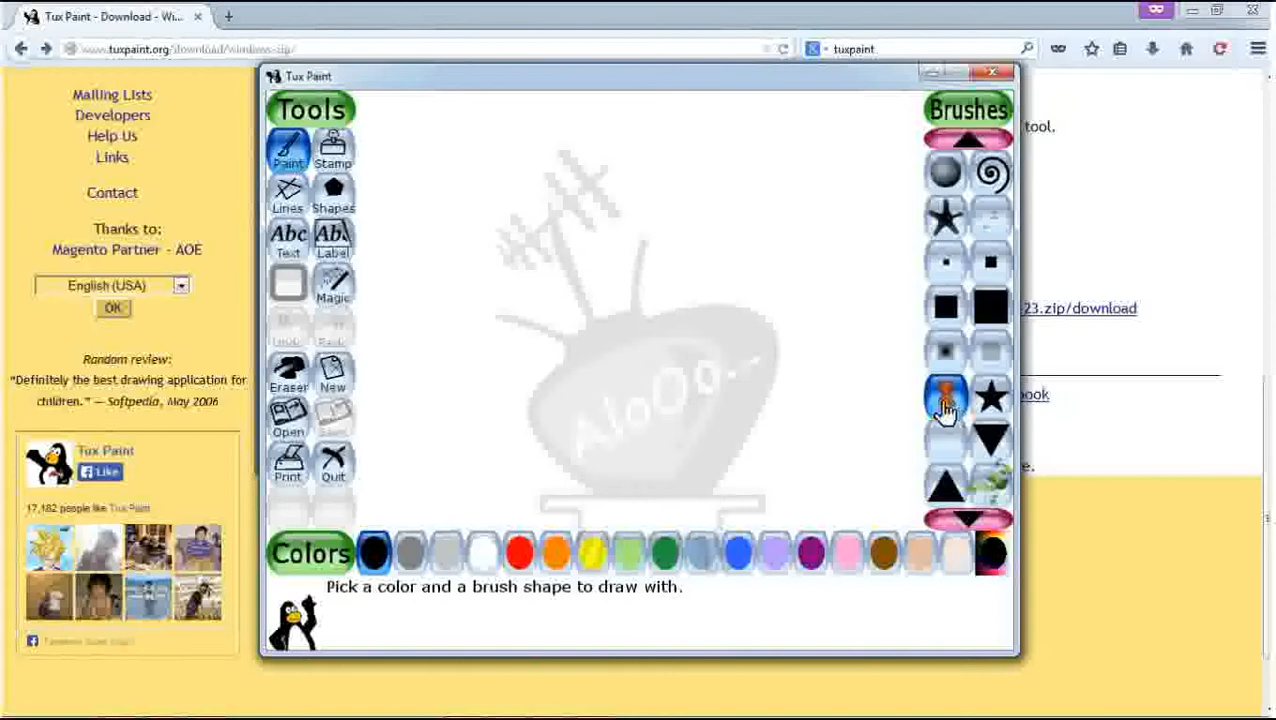 Tux Paint - Download - Wi...
www.tuxpaint.org/download/windows-zip/
tuxpaint
Mailing Lists
Developers
Help Us
Links
Contact
Thanks to:
Magento Partner - AOE
English (USA)
OK
Random review:
"Definitely the best drawing application for
children." — Softpedia, May 2006
Tux Paint
Like
17,182 people like Tux Paint
Tux Paint
Tools
Paint Stamp
Lines Shapes
Abc Abc
Text Label
Magic
Undo
Eraser New
Open
Print Quit
AloOo...
Brushes
Colors
Pick a color and a brush shape to draw with.
tool.
23.zip/download
ook
e.